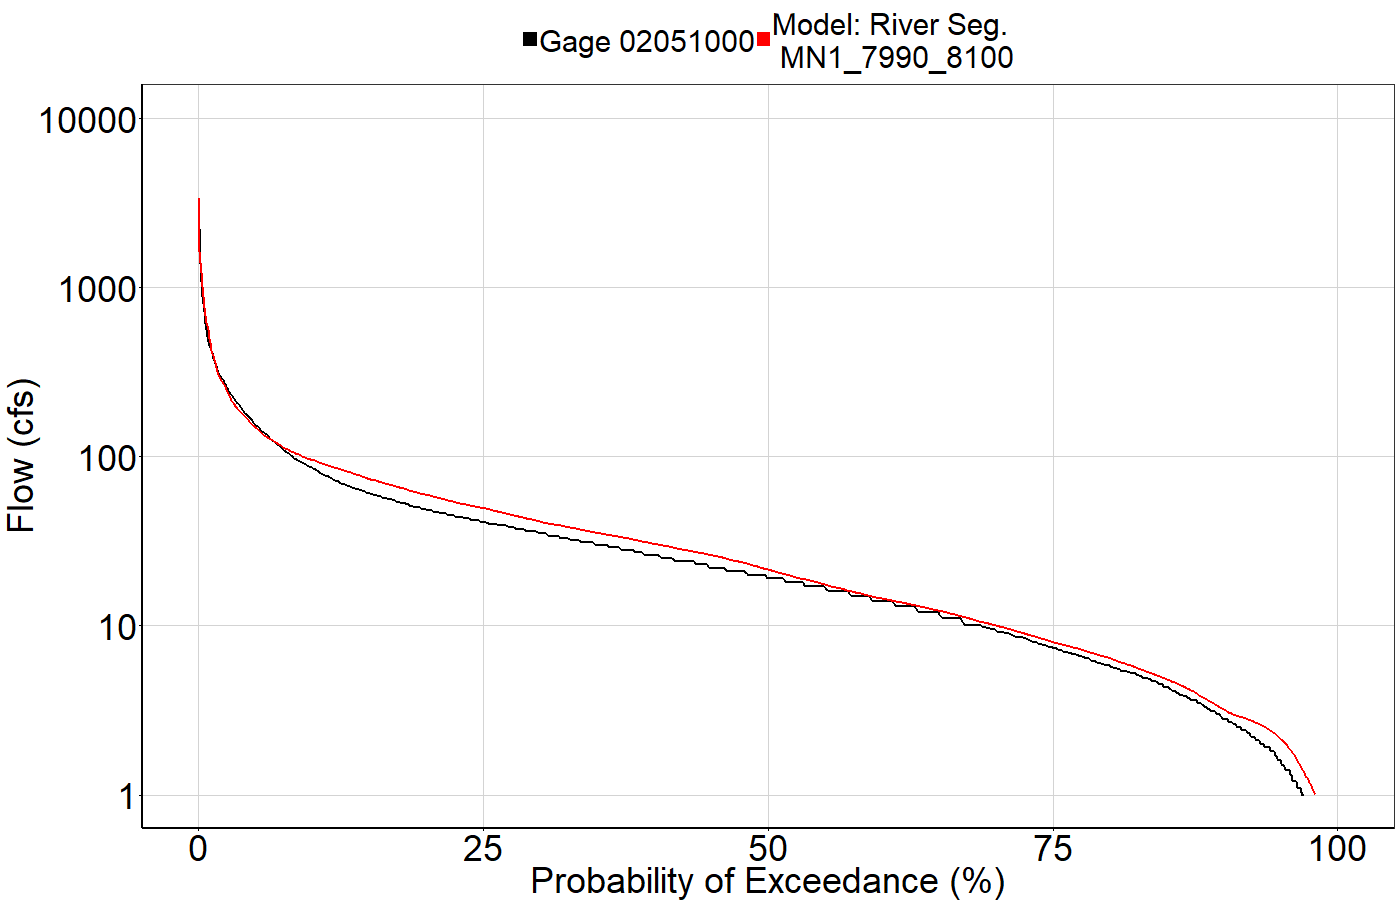 Gage 02051000
Model: River Seg.
MN1_7990_8100
10000
1000
100
10
1
Flow (cfs)
0 25 50 75 100
Probability of Exceedance (%)